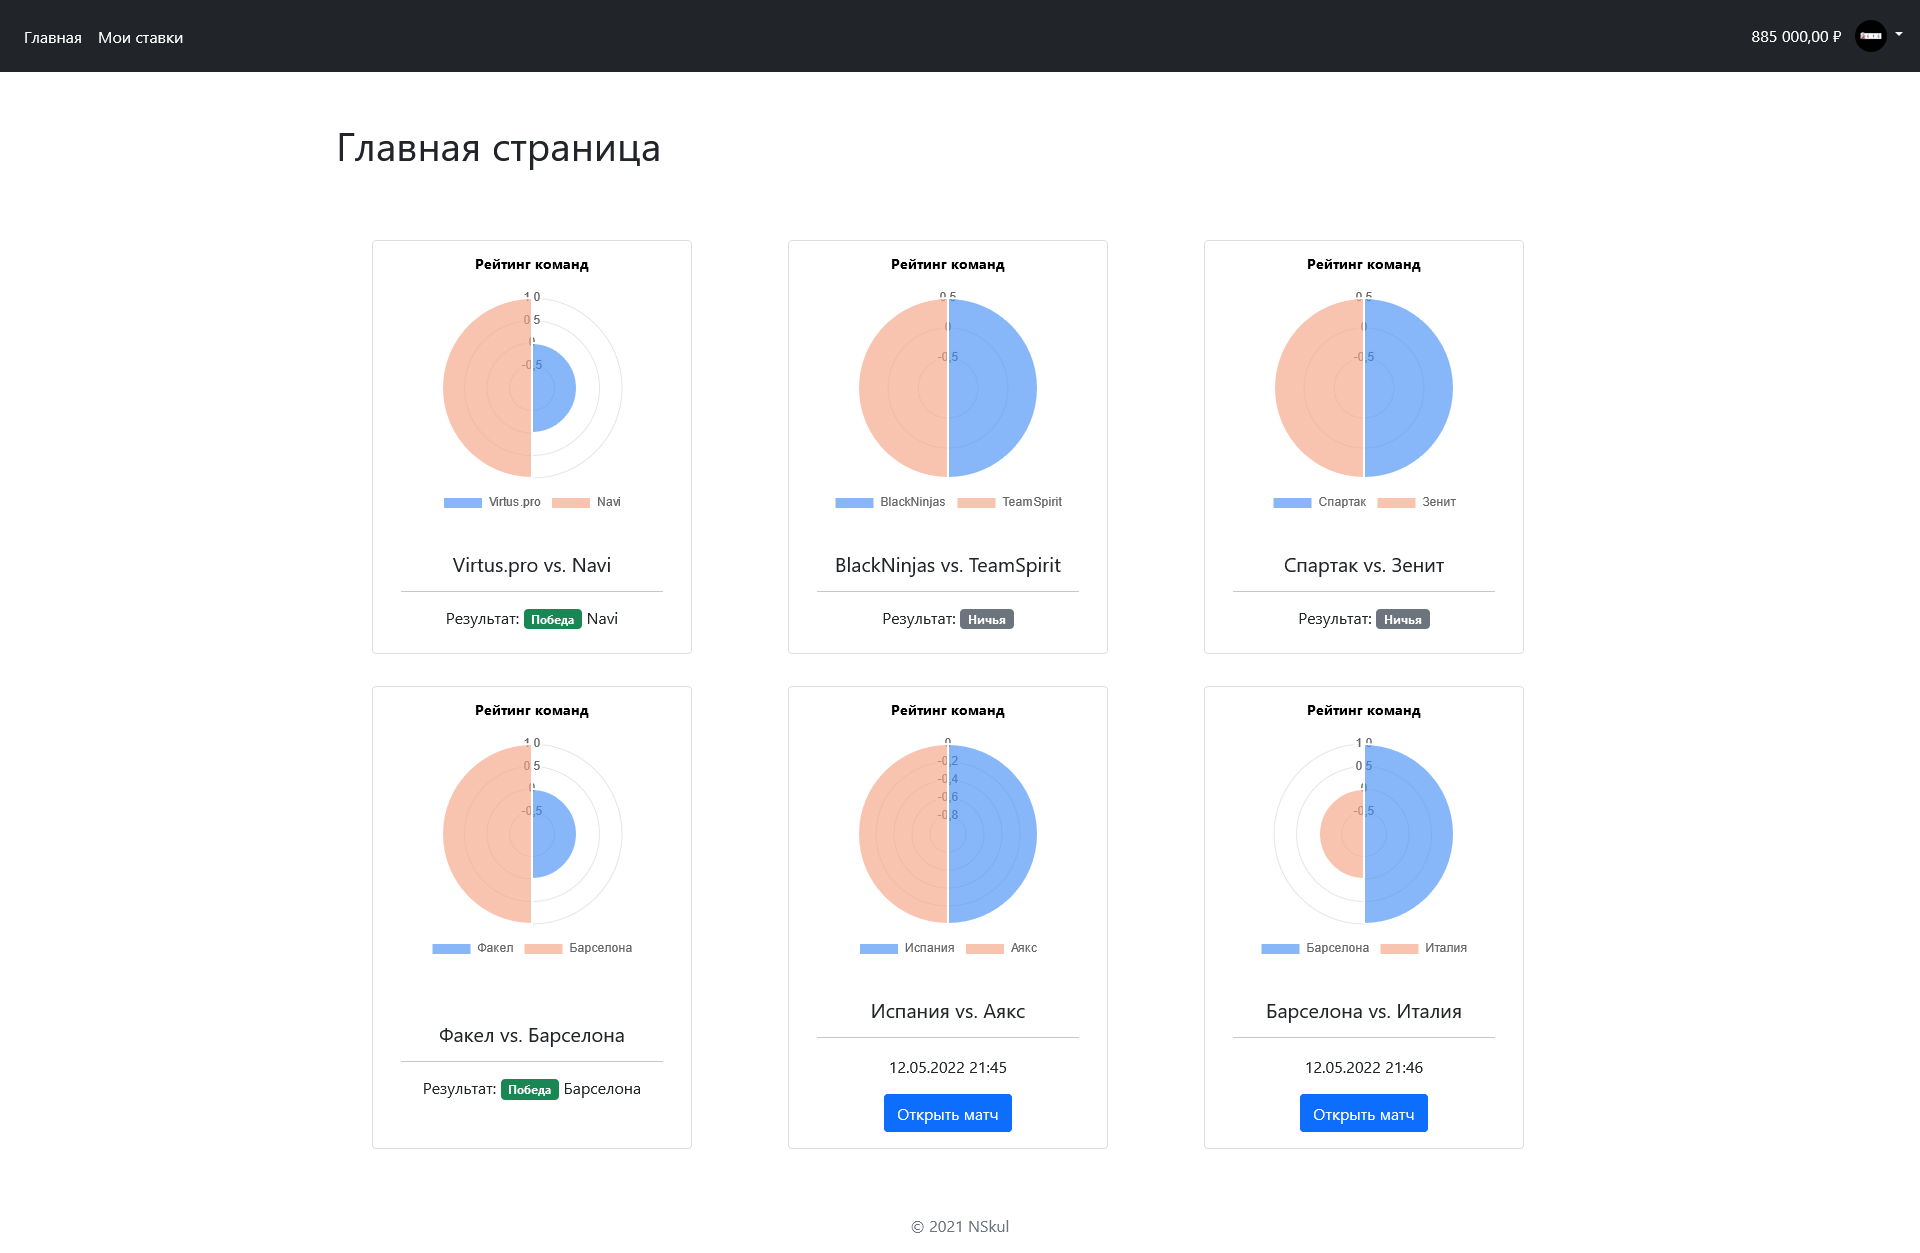 Главная Мои ставки 885 000,00 ₽
Главная страница
Рейтинг команд
1,0
0,5
0
-0,5
Virtus.pro Navi
Virtus.pro vs. Navi
Результат: Победа Navi
Рейтинг команд
0,5
0
-0,5
BlackNinjas TeamSpirit
BlackNinjas vs. TeamSpirit
Результат: Ничья
Рейтинг команд
0,5
0
-0,5
Спартак Зенит
Спартак vs. Зенит
Результат: Ничья
Рейтинг команд
1,0
0,5
0
-0,5
Факел Барселона
Факел vs. Барселона
Результат: Победа Барселона
Рейтинг команд
0
-0,2
-0,4
-0,6
-0,8
Испания Аякс
Испания vs. Аякс
12.05.2022 21:45
Открыть матч
Рейтинг команд
1,0
0,5
0
-0,5
Барселона Италия
Барселона vs. Италия
12.05.2022 21:46
Открыть матч
© 2021 NSkul